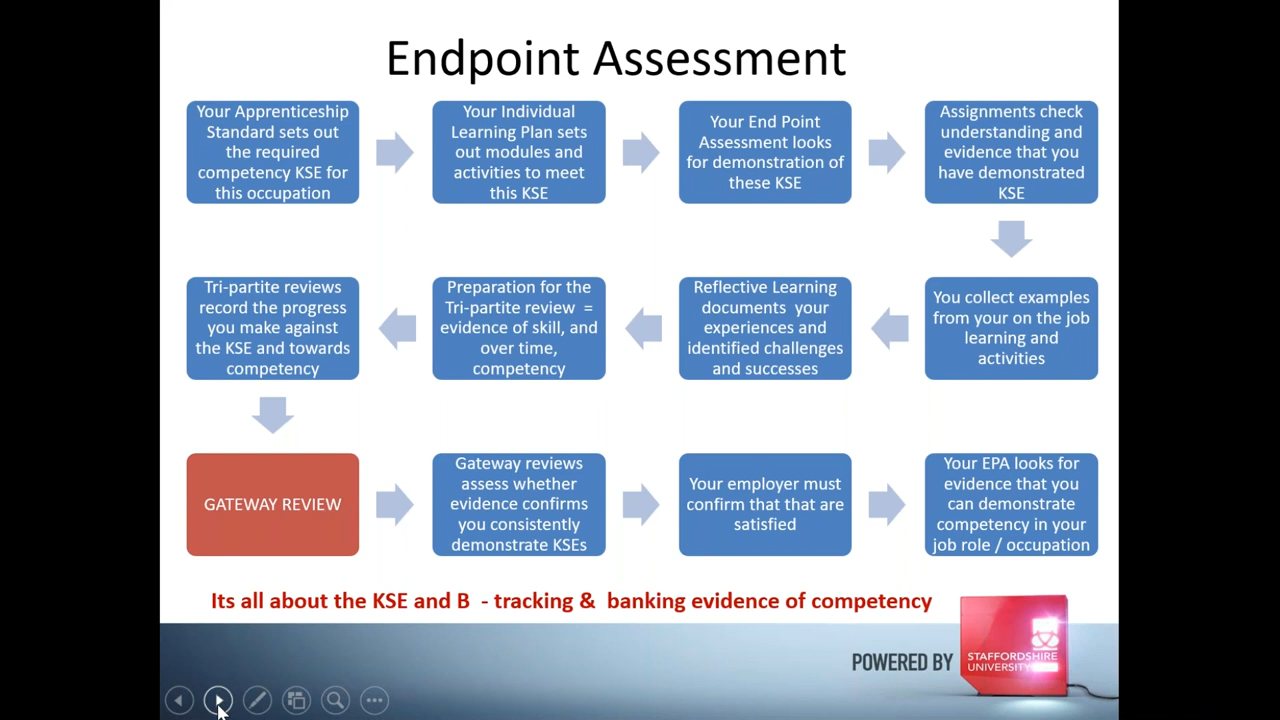 Endpoint Assessment
Your Apprenticeship
Standard sets out
the required
competency KSE for
this occupation
Your Individual
Learning Plan sets
out modules and
activities to meet
this KSE
Your End Point
Assessment looks
for demonstration of
these KSE
Assignments check
understanding and
evidence that you
have demonstrated
KSE
You collect examples
from your on the job
learning and
activities
Reflective Learning
documents your
experiences and
identified challenges
and successes
Preparation for the
Tri-partite review =
evidence of skill, and
over time,
competency
Tri-partite reviews
record the progress
you make against
the KSE and towards
competency
GATEWAY REVIEW
Gateway reviews
assess whether
evidence confirms
you consistently
demonstrate KSEs
Your employer must
confirm that that are
satisfied
Your EPA looks for
evidence that you
can demonstrate
competency in your
job role / occupation
Its all about the KSE and B - tracking & banking evidence of competency
POWERED BY
STAFFORDSHIRE
UNIVERSITY